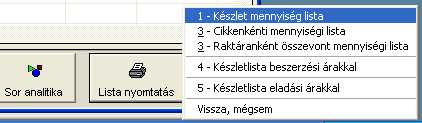 1 - Készlet mennyiség lista
3 - Cikkenkénti mennyiségi lista
3 - Raktáranként összevont mennyiségi lista
4 - Készletlista beszerzési árakkal
5 - Készletlista eladási árakkal
Vissza, mégsem
Sor analitika
Lista nyomtatás